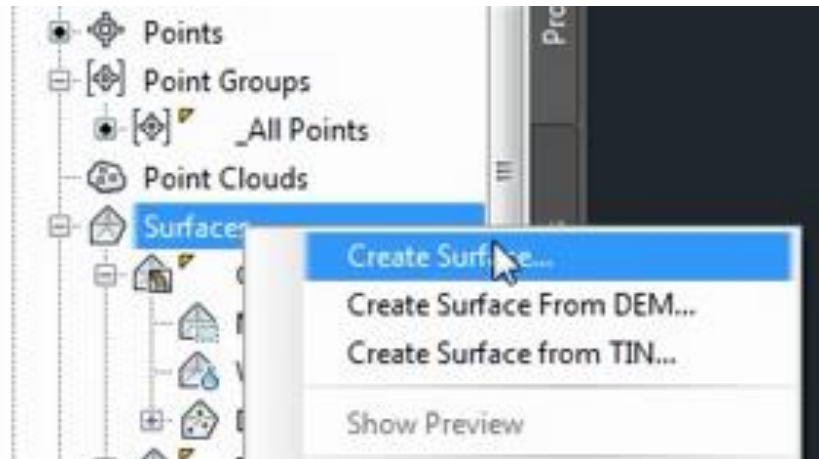 Points
Point Groups
_All Points
Point Clouds
Surfaces
Create Surface...
Create Surface From DEM...
Create Surface from TIN...
Show Preview
Pro